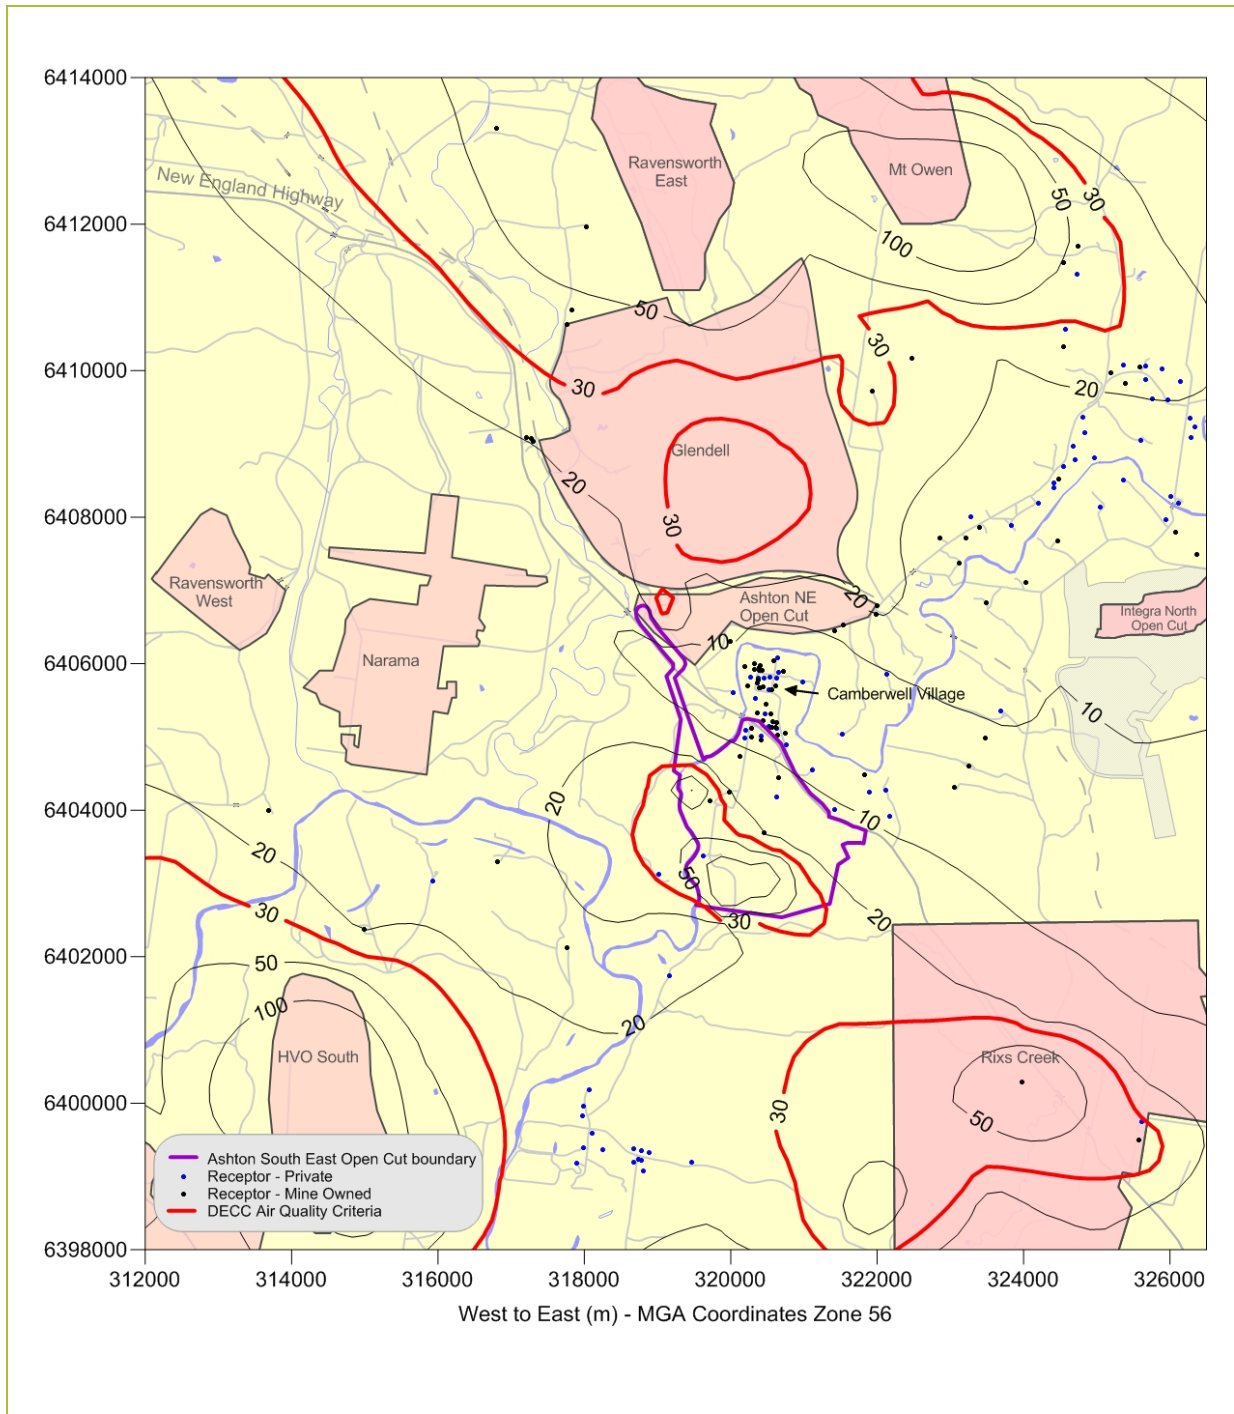 6414000
Ravensworth
East
Mt Owen
New England Highway
30
50
6412000
100
50
30
6410000
30
20
Glendell
20
6408000
30
Ravensworth
West
Ashton NE
Open Cut
20
Integra North
Open Cut
10
Narama
6406000
Camberwell Village
10
20
6404000
10
20
50
30
30
20
6402000
50
100
20
HVO South
Rixs Creek
6400000
30
50
Ashton South East Open Cut boundary
Receptor - Private
Receptor - Mine Owned
DECC Air Quality Criteria
6398000
312000 314000 316000 318000 320000 322000 324000 326000
West to East (m) - MGA Coordinates Zone 56